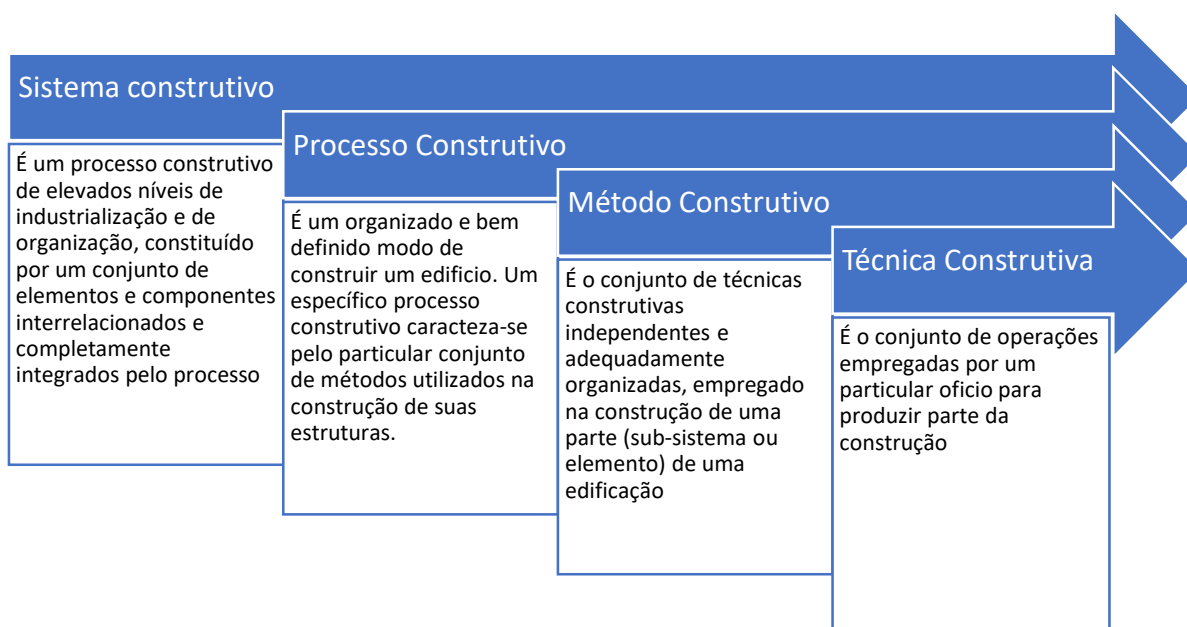 Sistema construtivo
É um processo construtivo
de elevados níveis de
industrialização e de
organização, constituído
por um conjunto de
elementos e componentes
interrelacionados e
completamente
integrados pelo processo
Processo Construtivo
É um organizado e bem
definido modo de
construir um edificio. Um
específico processo
construtivo caracteza-se
pelo particular conjunto
de métodos utilizados na
construção de suas
estruturas.
Método Construtivo
É o conjunto de técnicas
construtivas
independentes e
adequadamente
organizadas, empregado
na construção de uma
parte (sub-sistema ou
elemento) de uma
edificação
Técnica Construtiva
É o conjunto de operações
empregadas por um
particular oficio para
produzir parte da
construção